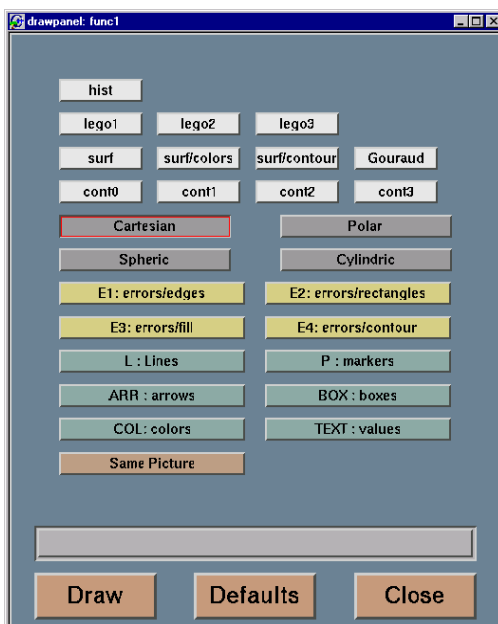 drawpanel: func1
hist
lego1 lego2 lego3
surf surf/colors surf/contour Gouraud
cont0 cont1 cont2 cont3
Cartesian Polar
Spheric Cylindric
E1: errors/edges E2: errors/rectangles
E3: errors/fill E4: errors/contour
L : Lines P : markers
ARR : arrows BOX : boxes
COL: colors TEXT : values
Same Picture
Draw Defaults Close